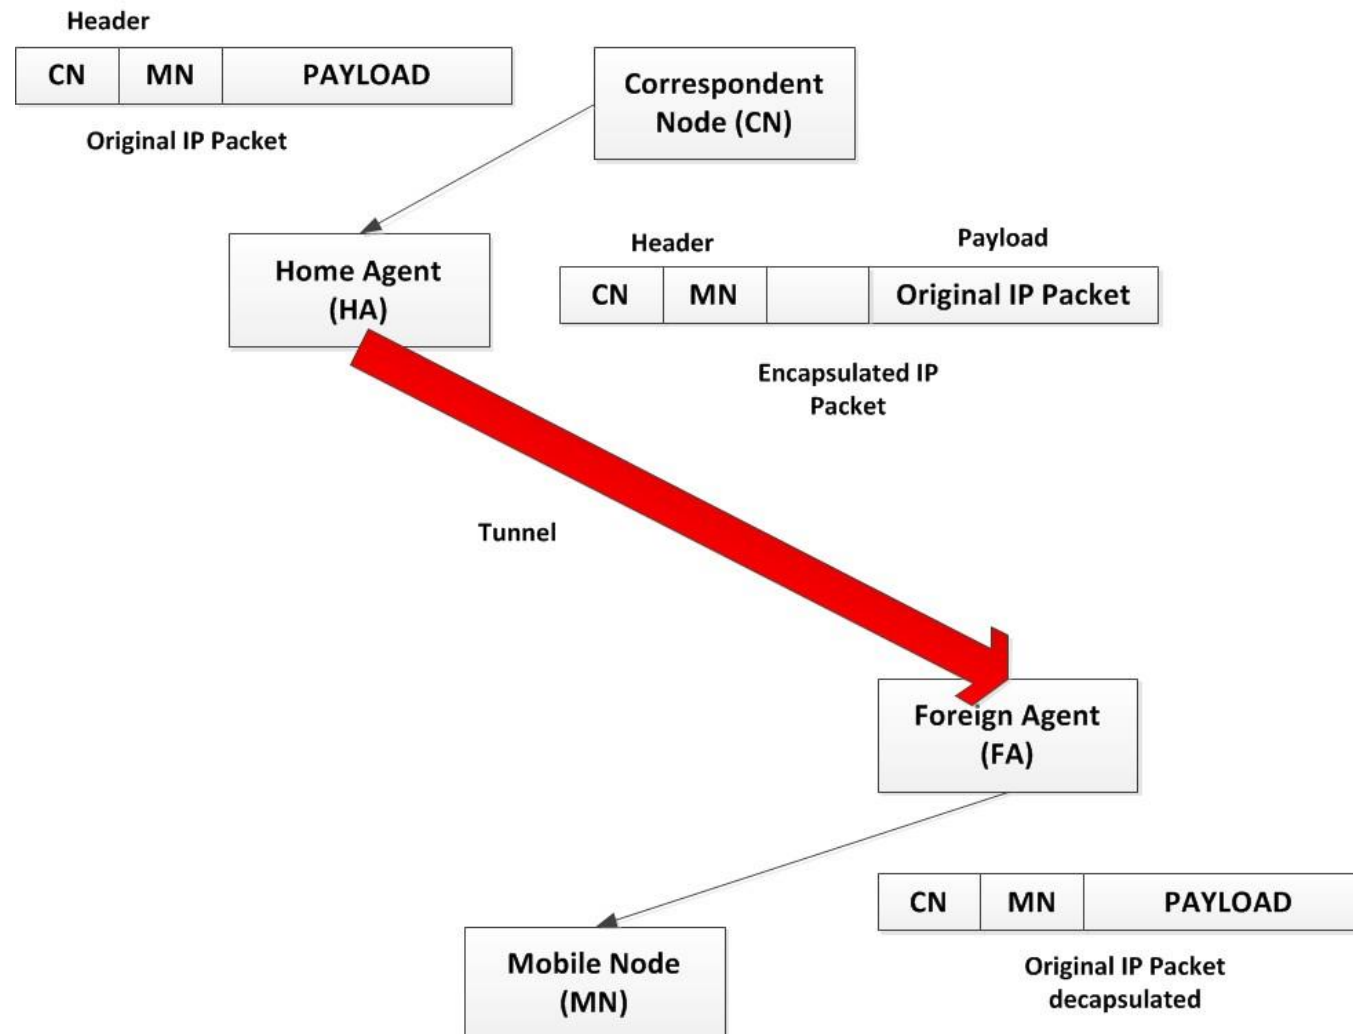 Header
CN MN PAYLOAD
Original IP Packet
Correspondent
Node (CN)
Home Agent
(HA)
Header Payload
CN MN Original IP Packet
Encapsulated IP
Packet
Tunnel
Foreign Agent
(FA)
CN MN PAYLOAD
Original IP Packet
decapsulated
Mobile Node
(MN)